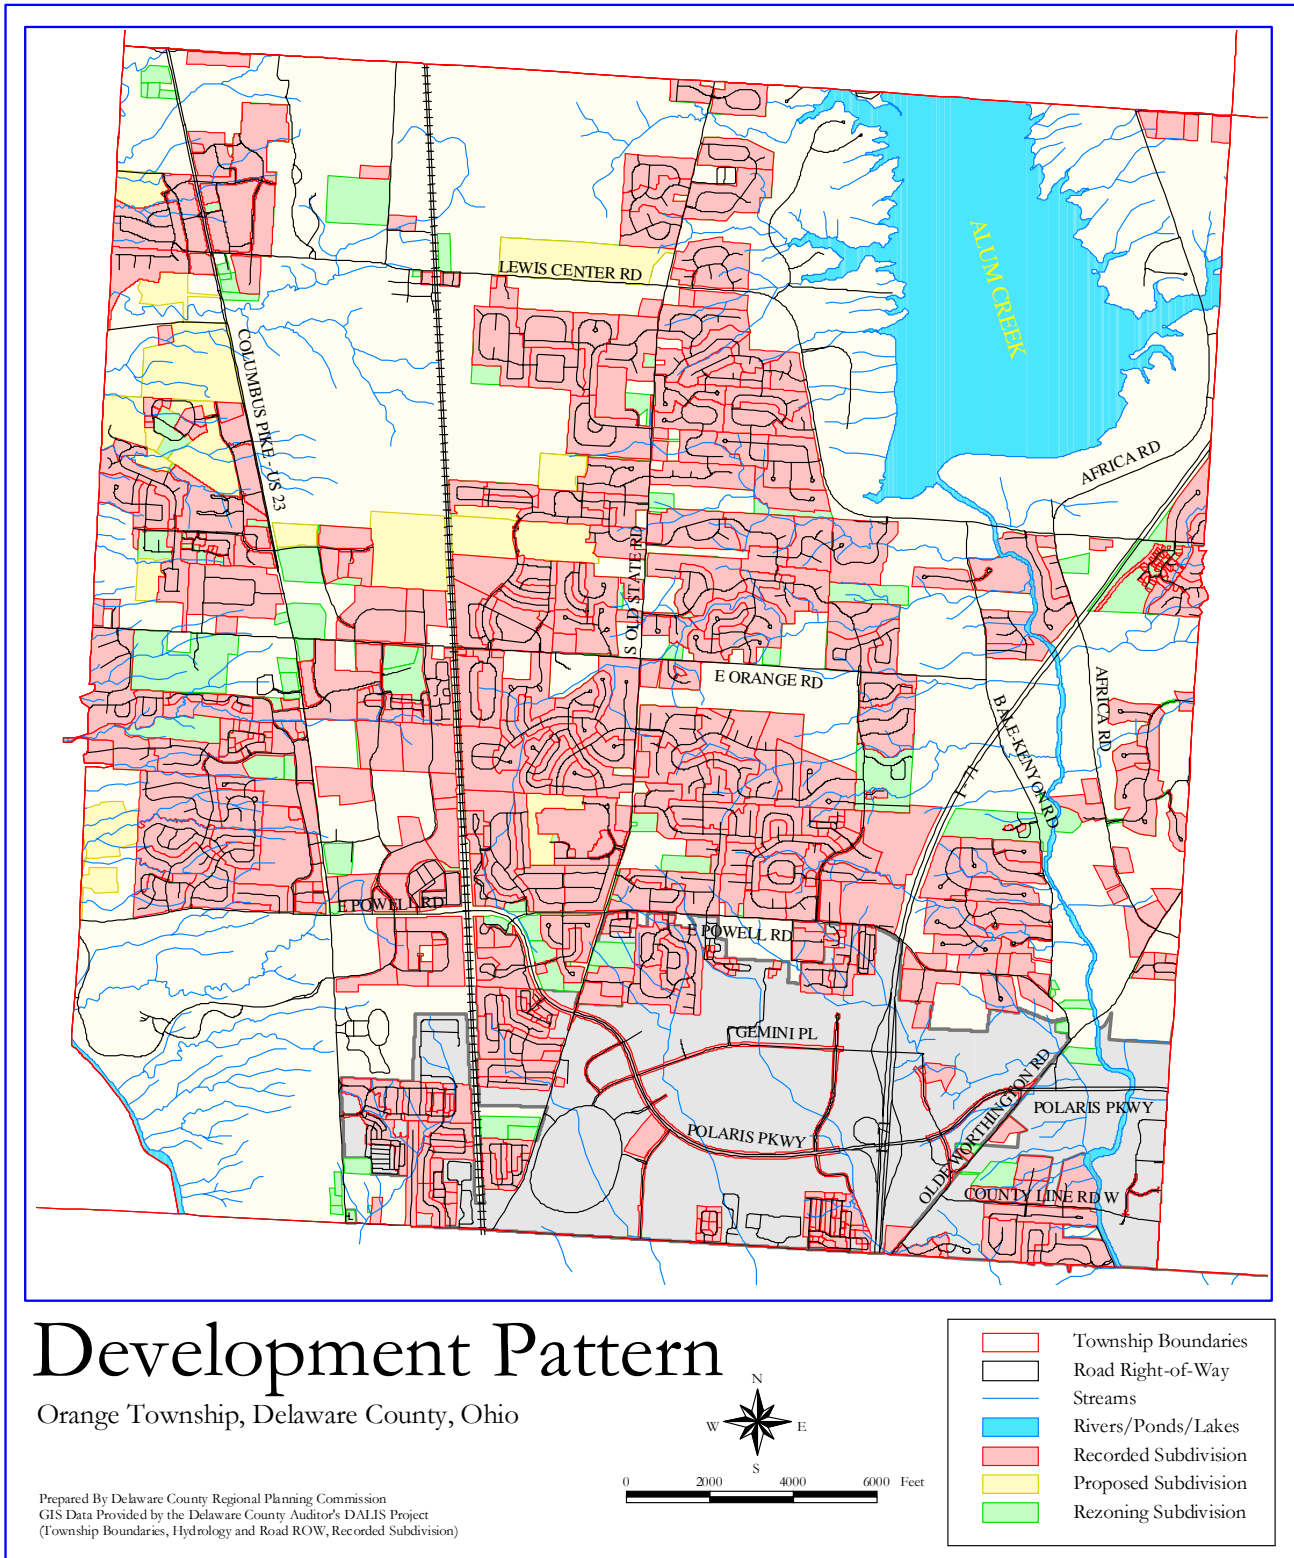 ALUM CREEK
LEWIS CENTER RD
COLUMBUS PIKE - US 23
AFRICA RD
S OLD STATE RD
E ORANGE RD
AFRICA RD
BALE-KENYON RD
I - 71
E POWELL RD
E POWELL RD
GEMINI PL
I - 71
OLDE WORTHINGTON RD
POLARIS PKWY
POLARIS PKWY
COUNTY LINE RD W
Development Pattern
Orange Township, Delaware County, Ohio
N
W E
S
0 2000 4000 6000 Feet
Prepared By Delaware County Regional Planning Commission
GIS Data Provided by the Delaware County Auditor's DALIS Project
(Township Boundaries, Hydrology and Road ROW, Recorded Subdivision)
Township Boundaries
Road Right-of-Way
Streams
Rivers/Ponds/Lakes
Recorded Subdivision
Proposed Subdivision
Rezoning Subdivision